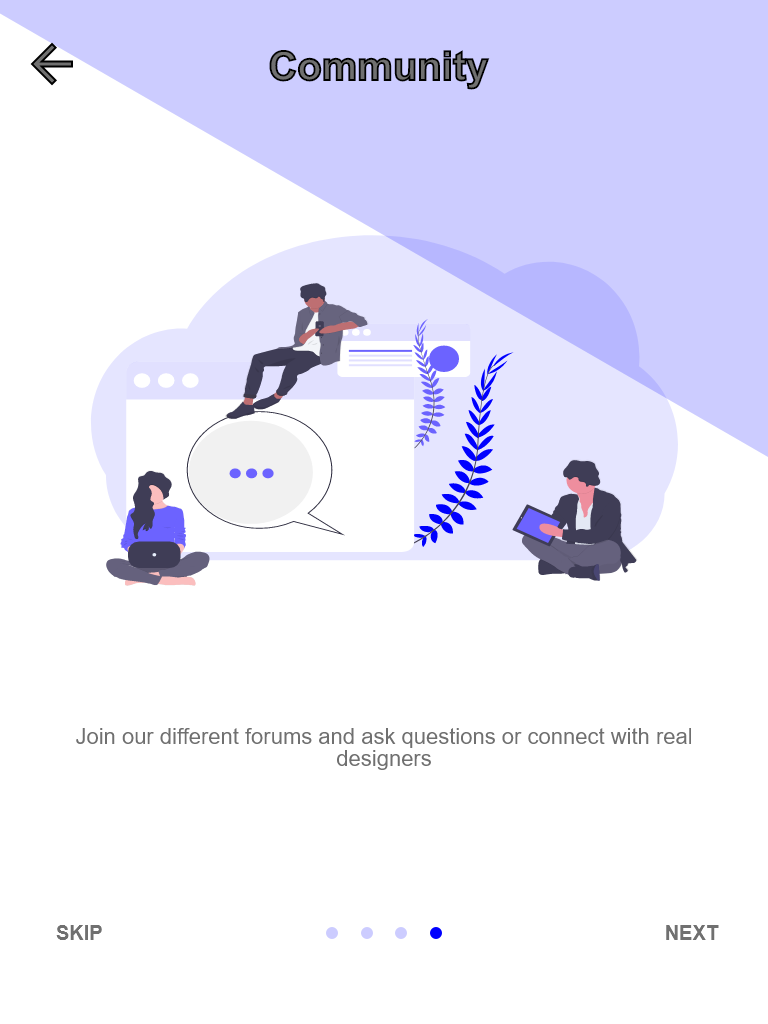 Community
Join our different forums and ask questions or connect with real
designers
SKIP
NEXT